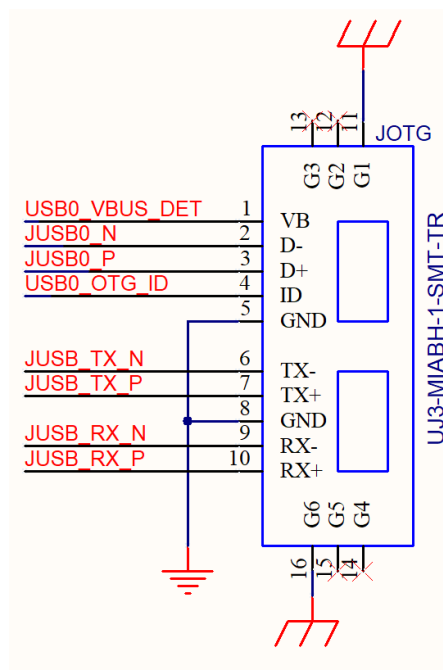 13 12 11
JOTG
G3 G2 G1
USB0_VBUS_DET 1 VB
JUSB0_N 2 D-
JUSB0_P 3 D+
USB0_OTG_ID 4 ID
5 GND
JUSB_TX_N 6 TX-
JUSB_TX_P 7 TX+
8 GND
JUSB_RX_N 9 RX-
JUSB_RX_P 10 RX+
UJ3-MIABH-1-SMT-TR
G6 G5 G4
16 15 14